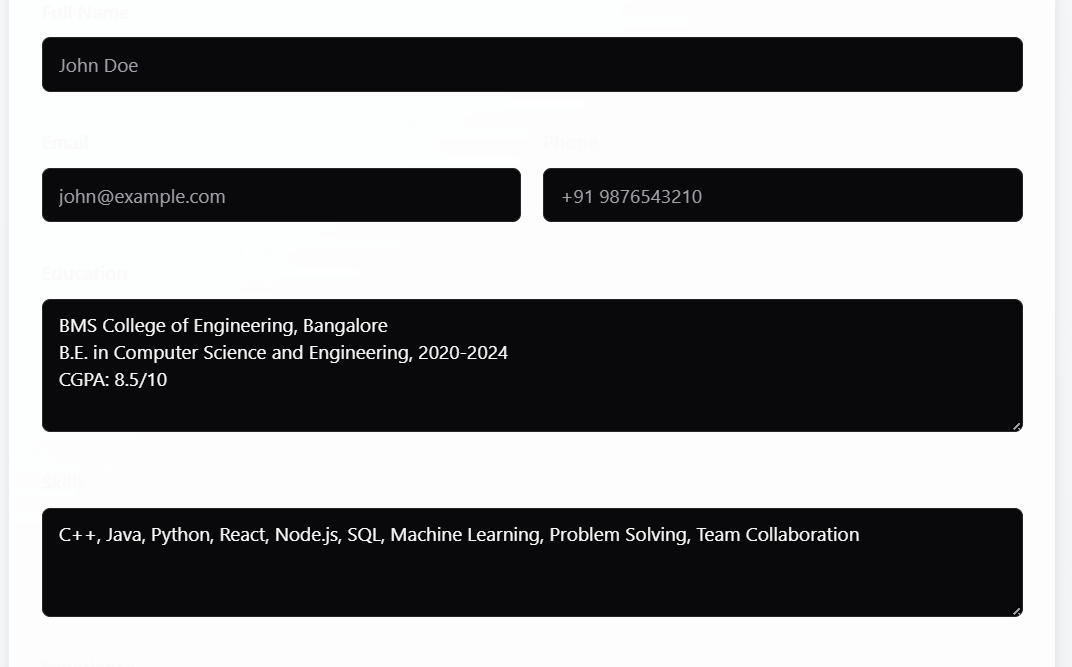 Full Name
John Doe
Email
Phone
john@example.com
+91 9876543210
Education
BMS College of Engineering, Bangalore
B.E. in Computer Science and Engineering, 2020-2024
CGPA: 8.5/10
Skills
C++, Java, Python, React, Node.js, SQL, Machine Learning, Problem Solving, Team Collaboration